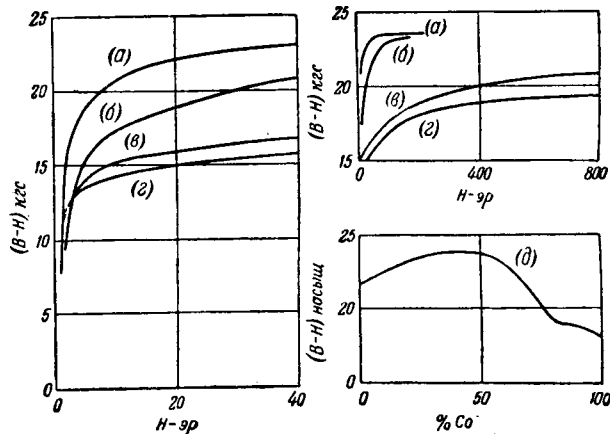 (В-Н) кгс
25
20
15
10
5
0
(а)
(б)
(в)
(г)
0
20
40
Н-эр
(В-Н) кгс
25
20
15
(а)
(б)
(в)
(г)
0
400
800
Н-эр
(В-Н) насыщ
25
20
15
(д)
0
50
100
% Co